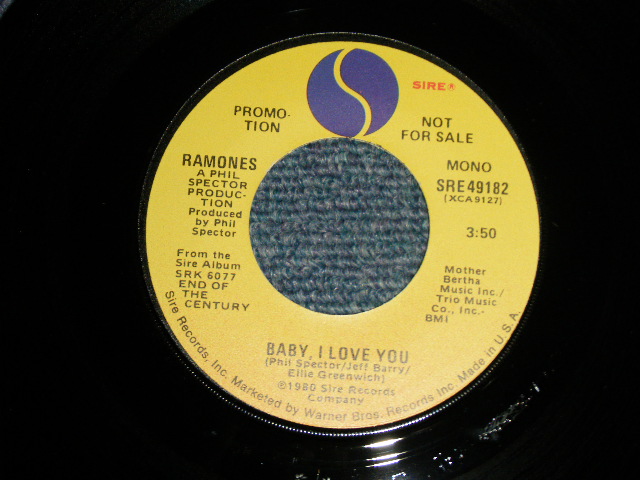 SIRE®
PROMO-
TION
NOT
FOR SALE
RAMONES
A PHIL
SPECTOR
PRODUC-
TION
Produced
by Phil
Spector
MONO
SRE49182
(XCA9127)
3:50
From the
Sire Album
SRK 6077
END OF
THE
CENTURY
Mother
Bertha
Music Inc./
Trio Music
Co., Inc.-
BMI
BABY, I LOVE YOU
(Phil Spector/Jeff Barry/
Ellie Greenwich)
©1980 Sire Records
Company
Sire Records, Inc. Marketed by Warner Bros. Records Inc. Made in U.S.A.